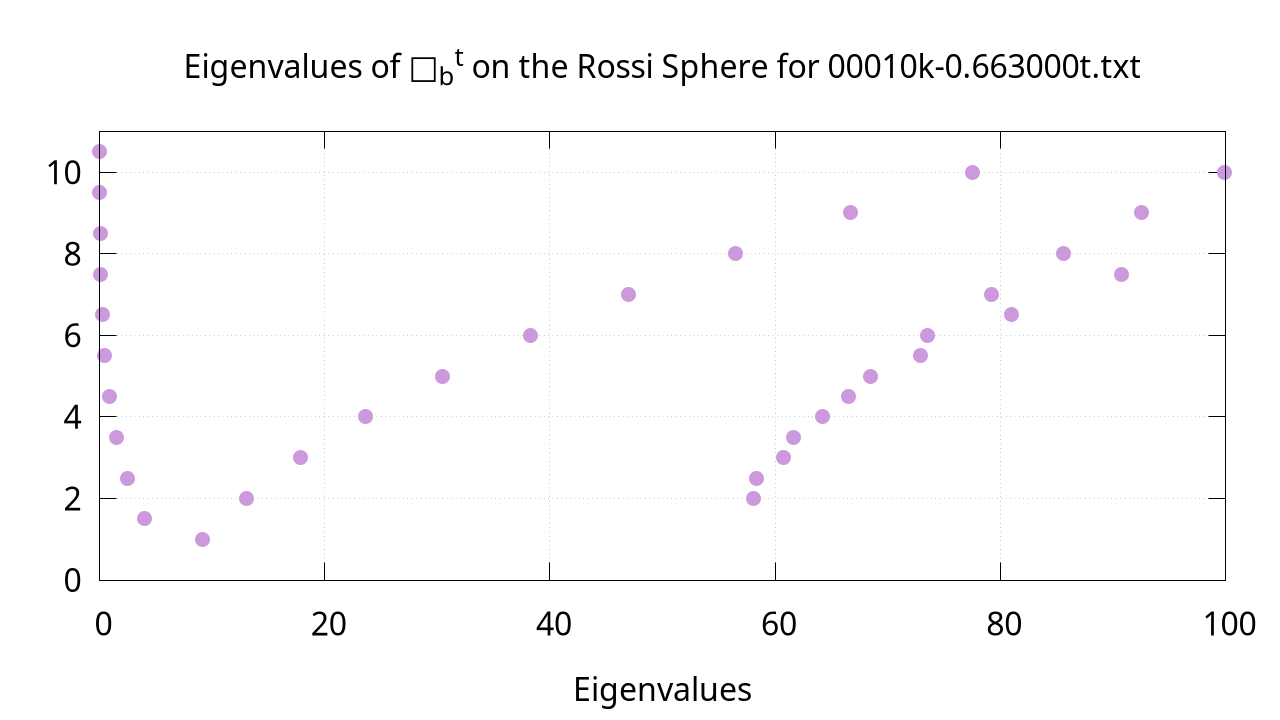 Eigenvalues of □bt on the Rossi Sphere for 00010k-0.663000t.txt
10
8
6
4
2
0
0 20 40 60 80 100
Eigenvalues